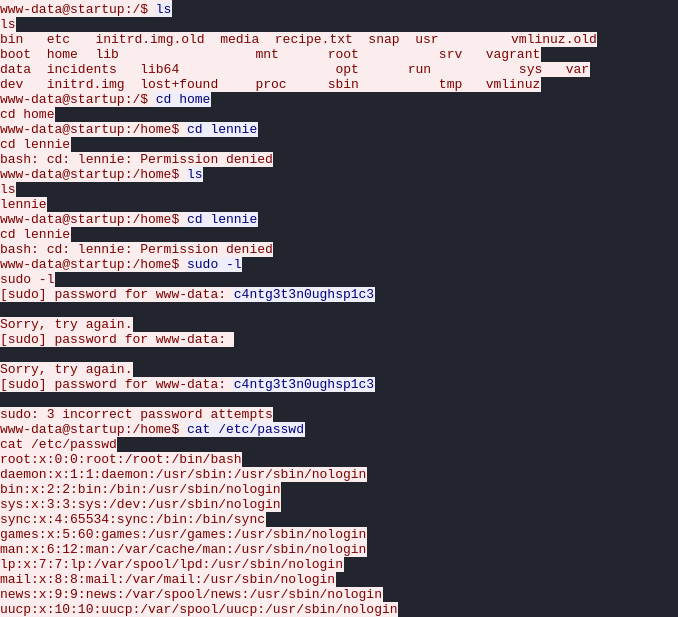 www-data@startup:/$ ls
ls
bin   etc   initrd.img.old  media  recipe.txt  snap  usr         vmlinuz.old
boot  home  lib             mnt    root        srv   vagrant
data  incidents   lib64           opt    run         sys   var
dev   initrd.img  lost+found  proc   sbin        tmp   vmlinuz
www-data@startup:/$ cd home
cd home
www-data@startup:/home$ cd lennie
cd lennie
bash: cd: lennie: Permission denied
www-data@startup:/home$ ls
ls
lennie
www-data@startup:/home$ cd lennie
cd lennie
bash: cd: lennie: Permission denied
www-data@startup:/home$ sudo -l
sudo -l
[sudo] password for www-data: c4ntg3t3n0ughsp1c3
Sorry, try again.
[sudo] password for www-data:
Sorry, try again.
[sudo] password for www-data: c4ntg3t3n0ughsp1c3
sudo: 3 incorrect password attempts
www-data@startup:/home$ cat /etc/passwd
cat /etc/passwd
root:x:0:0:root:/root:/bin/bash
daemon:x:1:1:daemon:/usr/sbin:/usr/sbin/nologin
bin:x:2:2:bin:/bin:/usr/sbin/nologin
sys:x:3:3:sys:/dev:/usr/sbin/nologin
sync:x:4:65534:sync:/bin:/bin/sync
games:x:5:60:games:/usr/games:/usr/sbin/nologin
man:x:6:12:man:/var/cache/man:/usr/sbin/nologin
lp:x:7:7:lp:/var/spool/lpd:/usr/sbin/nologin
mail:x:8:8:mail:/var/mail:/usr/sbin/nologin
news:x:9:9:news:/var/spool/news:/usr/sbin/nologin
uucp:x:10:10:uucp:/var/spool/uucp:/usr/sbin/nologin